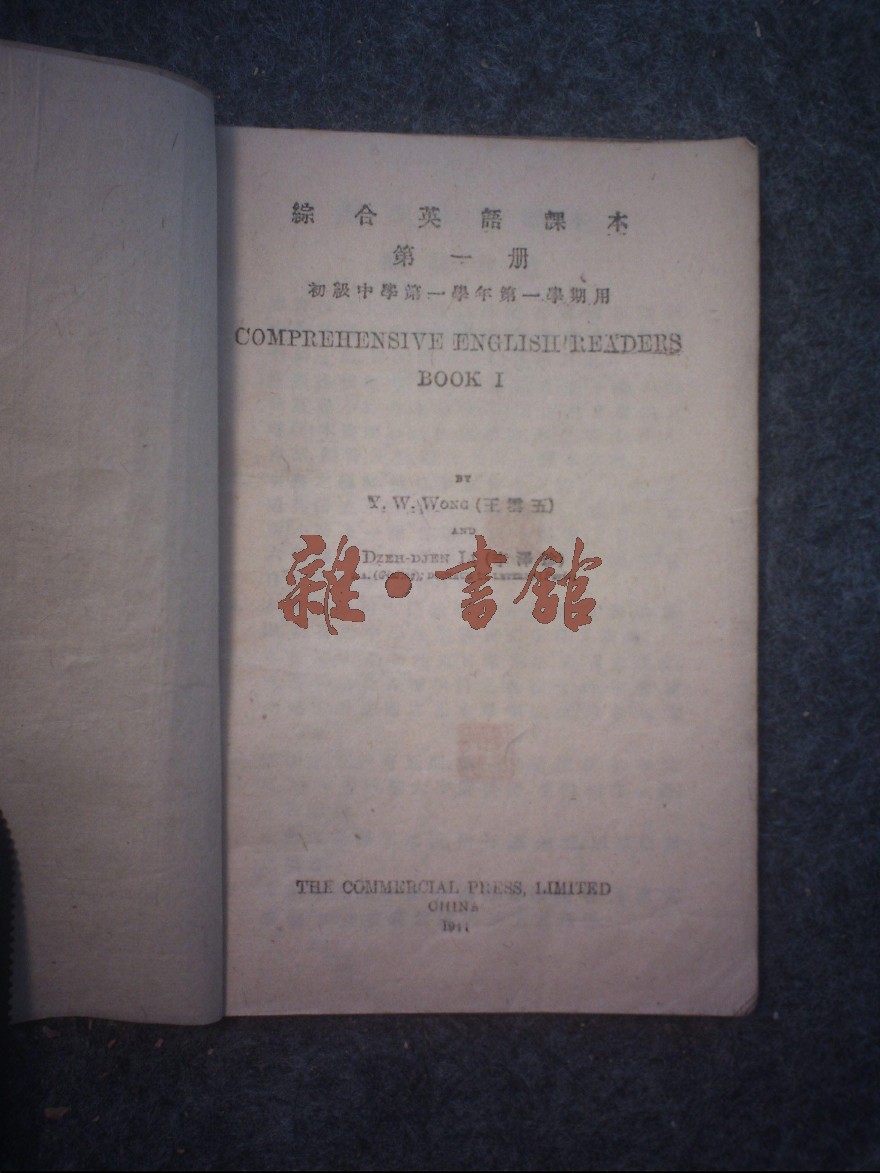 綜合英語課本
第一册
初級中學第一學年第一學期用
COMPREHENSIVE ENGLISH READERS
BOOK I
BY
Y. W. WONG (王雲五)
AND
DZEH-DJEN
雜·書館
THE COMMERCIAL PRESS, LIMITED
CHINA